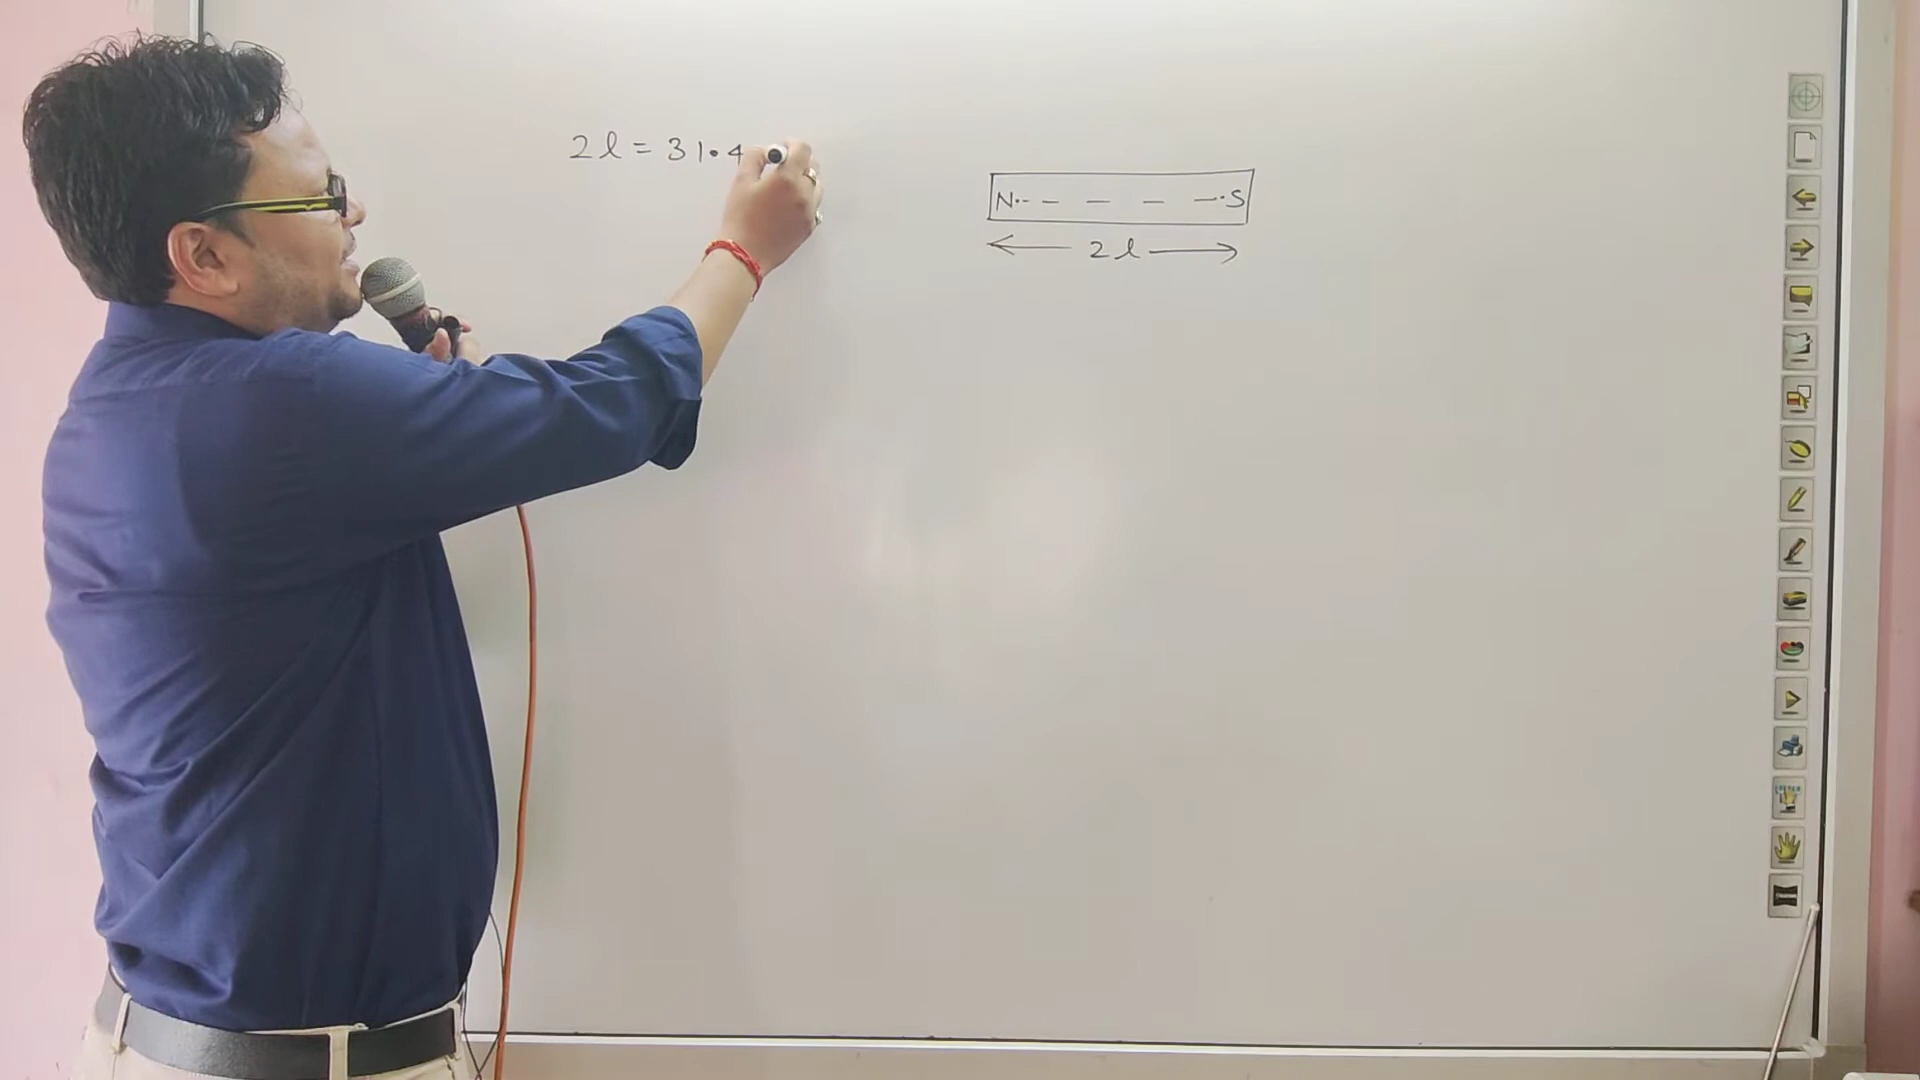 2l = 31.4
N.- - - - -.S
2l